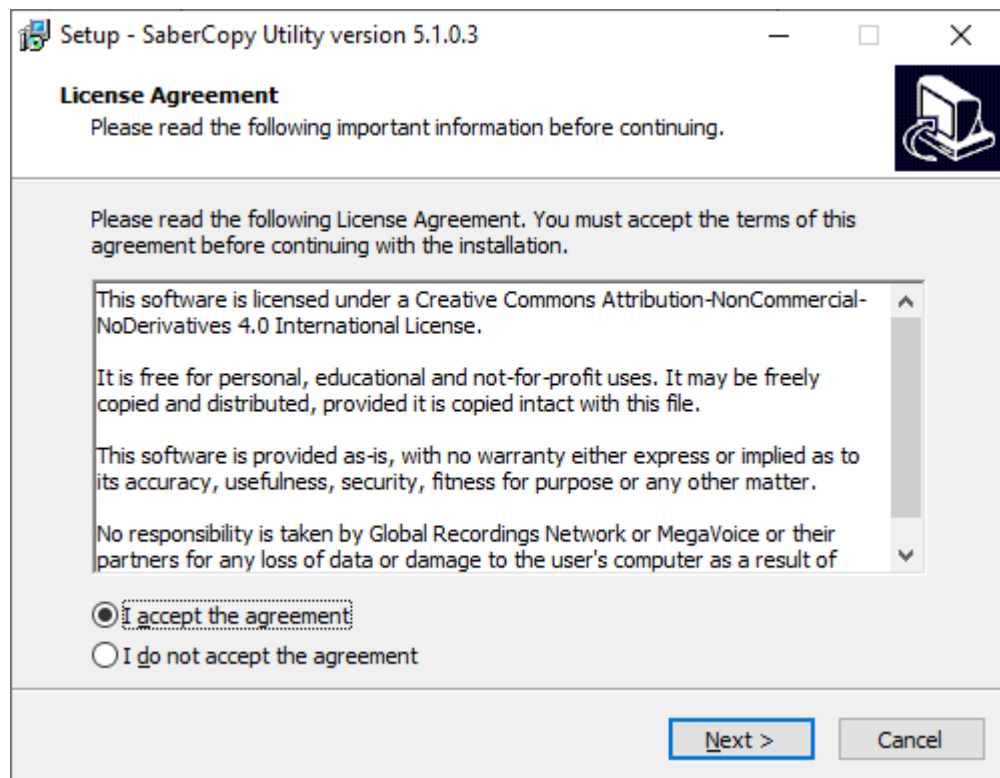 Setup - SaberCopy Utility version 5.1.0.3
License Agreement
Please read the following important information before continuing.
Please read the following License Agreement. You must accept the terms of this
agreement before continuing with the installation.
This software is licensed under a Creative Commons Attribution-NonCommercial-
NoDerivatives 4.0 International License.
It is free for personal, educational and not-for-profit uses. It may be freely
copied and distributed, provided it is copied intact with this file.
This software is provided as-is, with no warranty either express or implied as to
its accuracy, usefulness, security, fitness for purpose or any other matter.
No responsibility is taken by Global Recordings Network or MegaVoice or their
partners for any loss of data or damage to the user's computer as a result of
I accept the agreement
I do not accept the agreement
Next >
Cancel